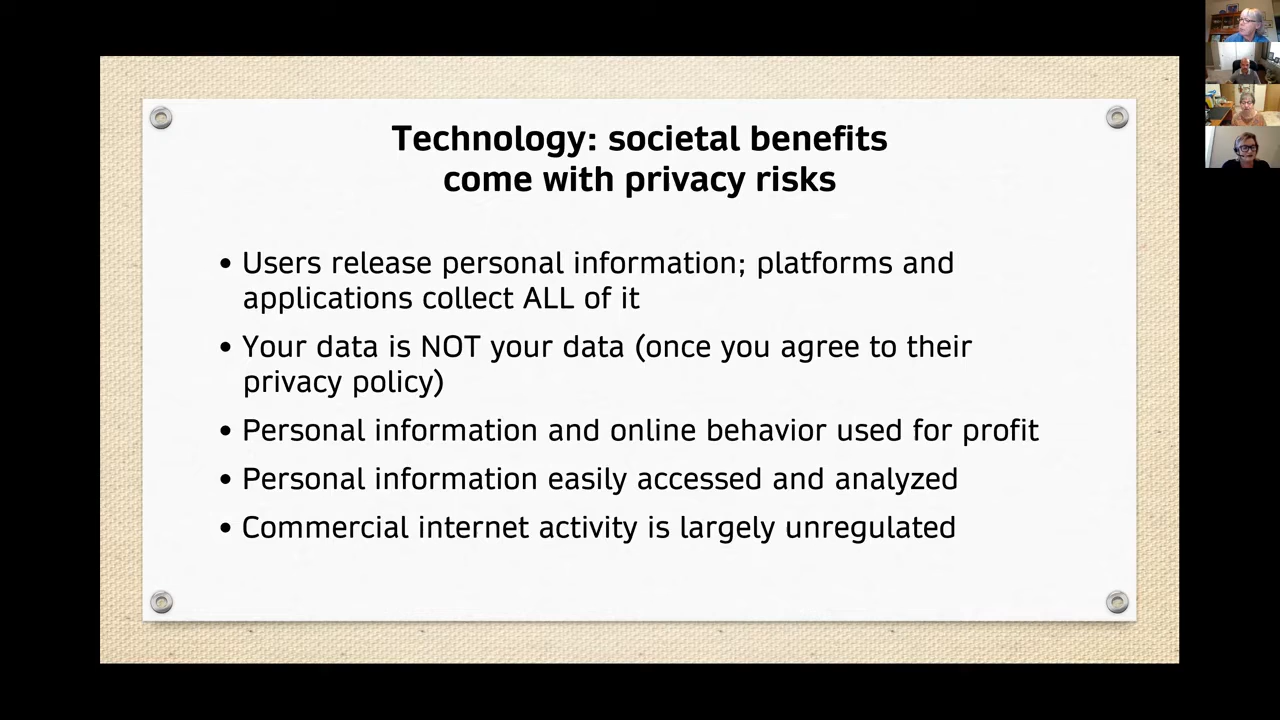 Technology: societal benefits
come with privacy risks
• Users release personal information; platforms and
applications collect ALL of it
• Your data is NOT your data (once you agree to their
privacy policy)
• Personal information and online behavior used for profit
• Personal information easily accessed and analyzed
• Commercial internet activity is largely unregulated